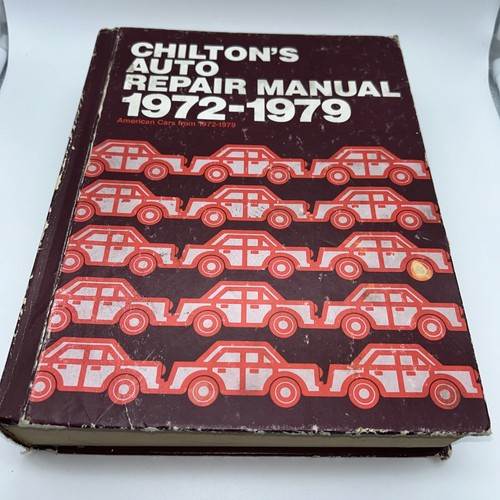 CHILTON'S
AUTO
REPAIR MANUAL
1972-1979
American Cars from 1972-1979